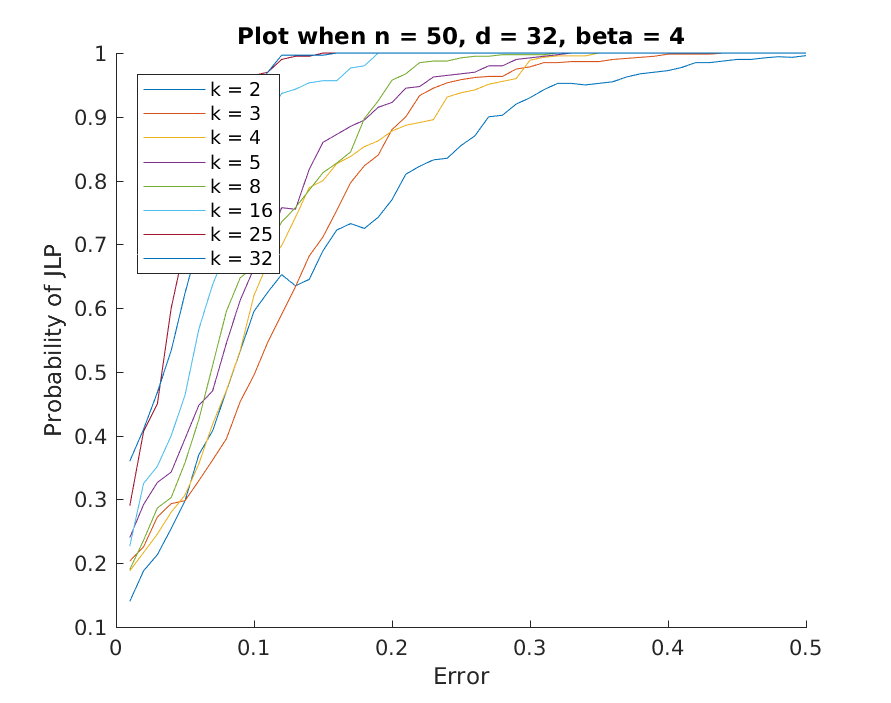 Plot when n = 50, d = 32, beta = 4
1
0.9
0.8
0.7
0.6
0.5
0.4
0.3
0.2
0.1
Probability of JLP
k = 2
k = 3
k = 4
k = 5
k = 8
k = 16
k = 25
k = 32
0
0.1
0.2
0.3
0.4
0.5
Error